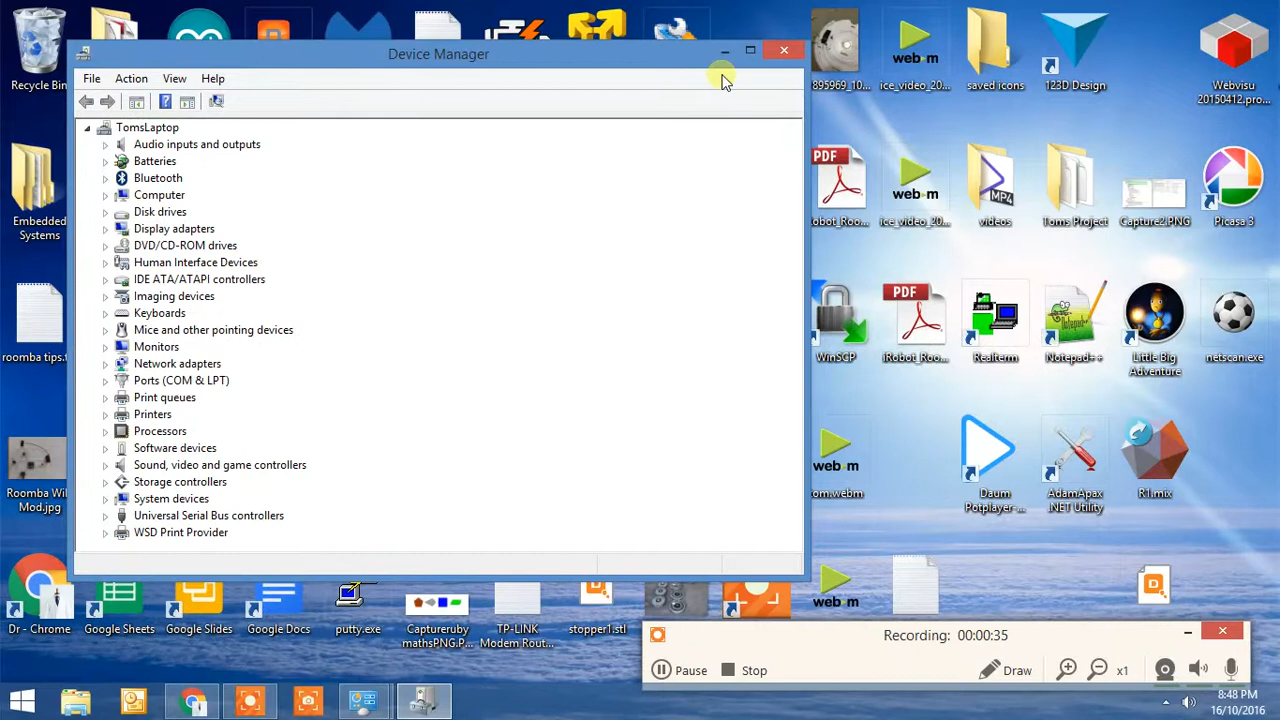 Device Manager
File Action View Help
TomsLaptop
Audio inputs and outputs
Batteries
Bluetooth
Computer
Disk drives
Display adapters
DVD/CD-ROM drives
Human Interface Devices
IDE ATA/ATAPI controllers
Imaging devices
Keyboards
Mice and other pointing devices
Monitors
Network adapters
Ports (COM & LPT)
Print queues
Printers
Processors
Software devices
Sound, video and game controllers
Storage controllers
System devices
Universal Serial Bus controllers
WSD Print Provider
Recycle Bin
Embedded
Systems
roomba tips.t
Roomba Wi
Mod.jpg
895969_10...
web m
ice_video_20...
saved icons
123D Design
Webvisu
20150412.pro...
PDF
Robot_Roo...
web m
ice_video_20...
MP4
videos
Toms Project
Capture2.PNG
Picasa 3
WinSCP
PDF
iRobot_Roo...
Realterm
Notepad++
Little Big
Adventure
netscan.exe
web m
om.webm
Daum
Potplayer-...
AdamApax
.NET Utility
R1.mix
web m
Dr - Chrome
Google Sheets
Google Slides
Google Docs
putty.exe
Captureruby
mathsPNG.P...
TP-LINK
Modem Rout...
stopper1.stl
Recording: 00:00:35
Pause Stop Draw x1
8:48 PM
16/10/2016